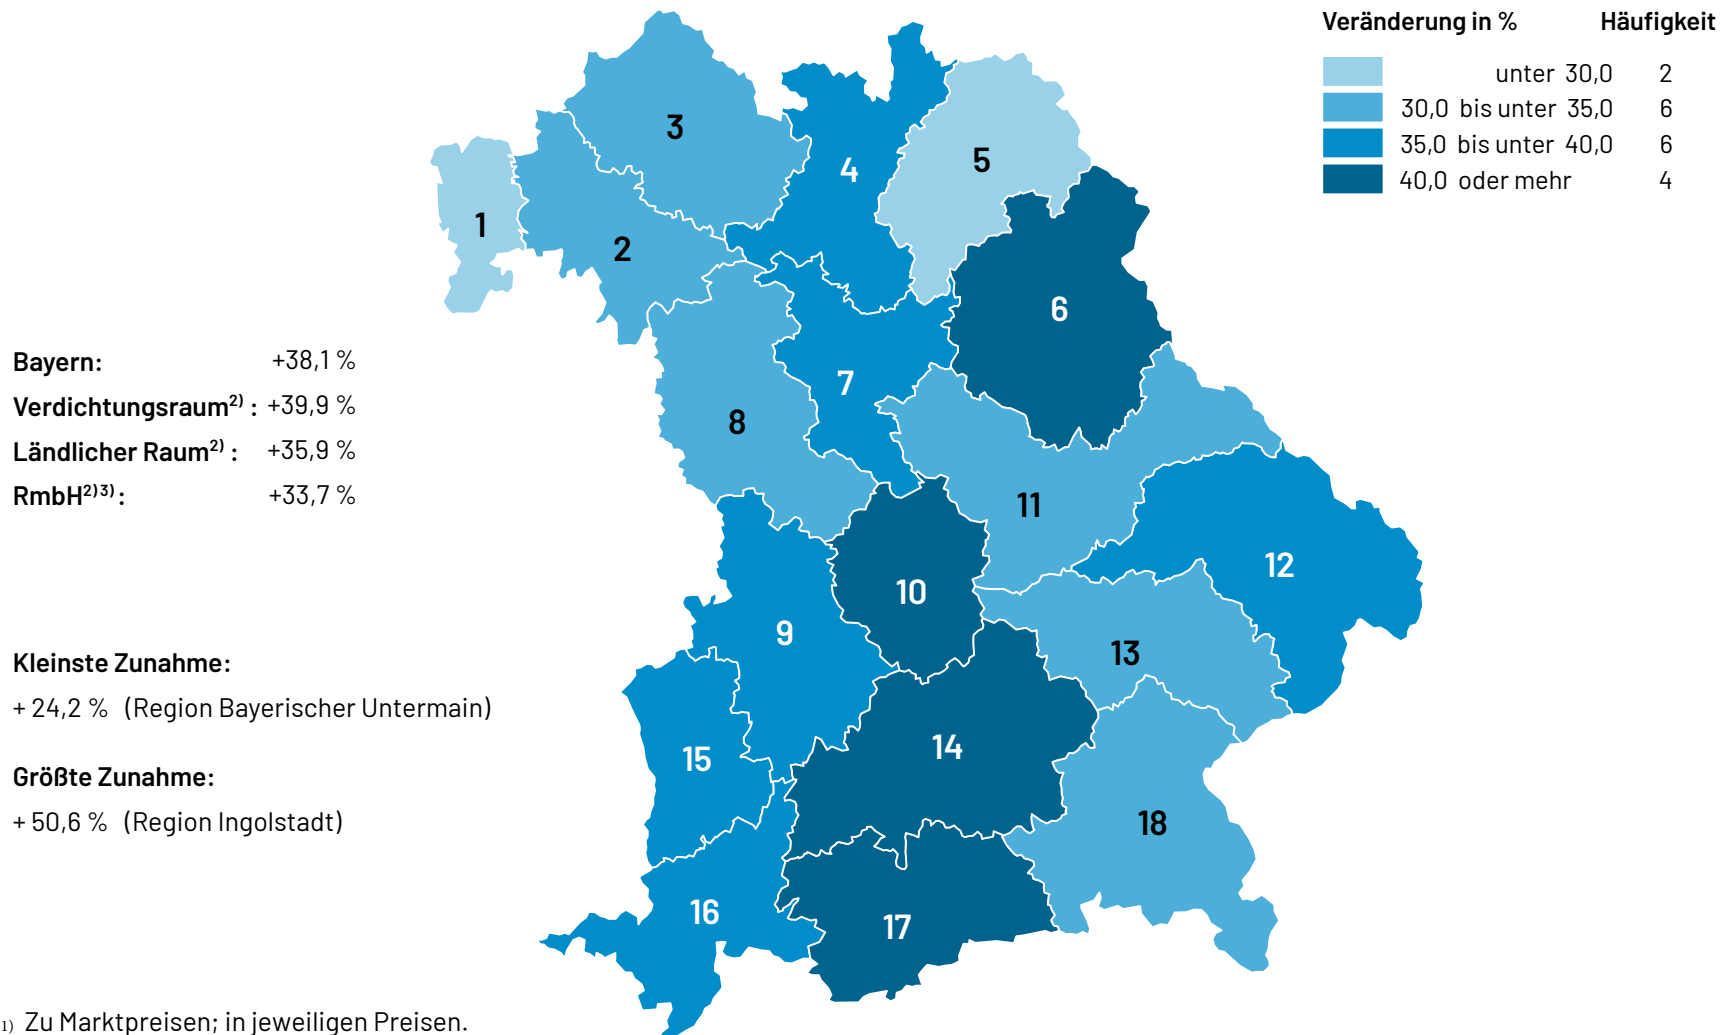 Veränderung in % Häufigkeit
unter 30,0 2
30,0 bis unter 35,0 6
35,0 bis unter 40,0 6
40,0 oder mehr 4
3
4
5
1
2
6
Bayern: +38,1 %
7
Verdichtungsraum2) : +39,9 %
8
Ländlicher Raum2) : +35,9 %
RmbH2)3) : +33,7 %
11
12
10
9
13
Kleinste Zunahme:
+ 24,2 % (Region Bayerischer Untermain)
14
15
Größte Zunahme:
+ 50,6 % (Region Ingolstadt)
18
16
17
1) Zu Marktpreisen; in jeweiligen Preisen.